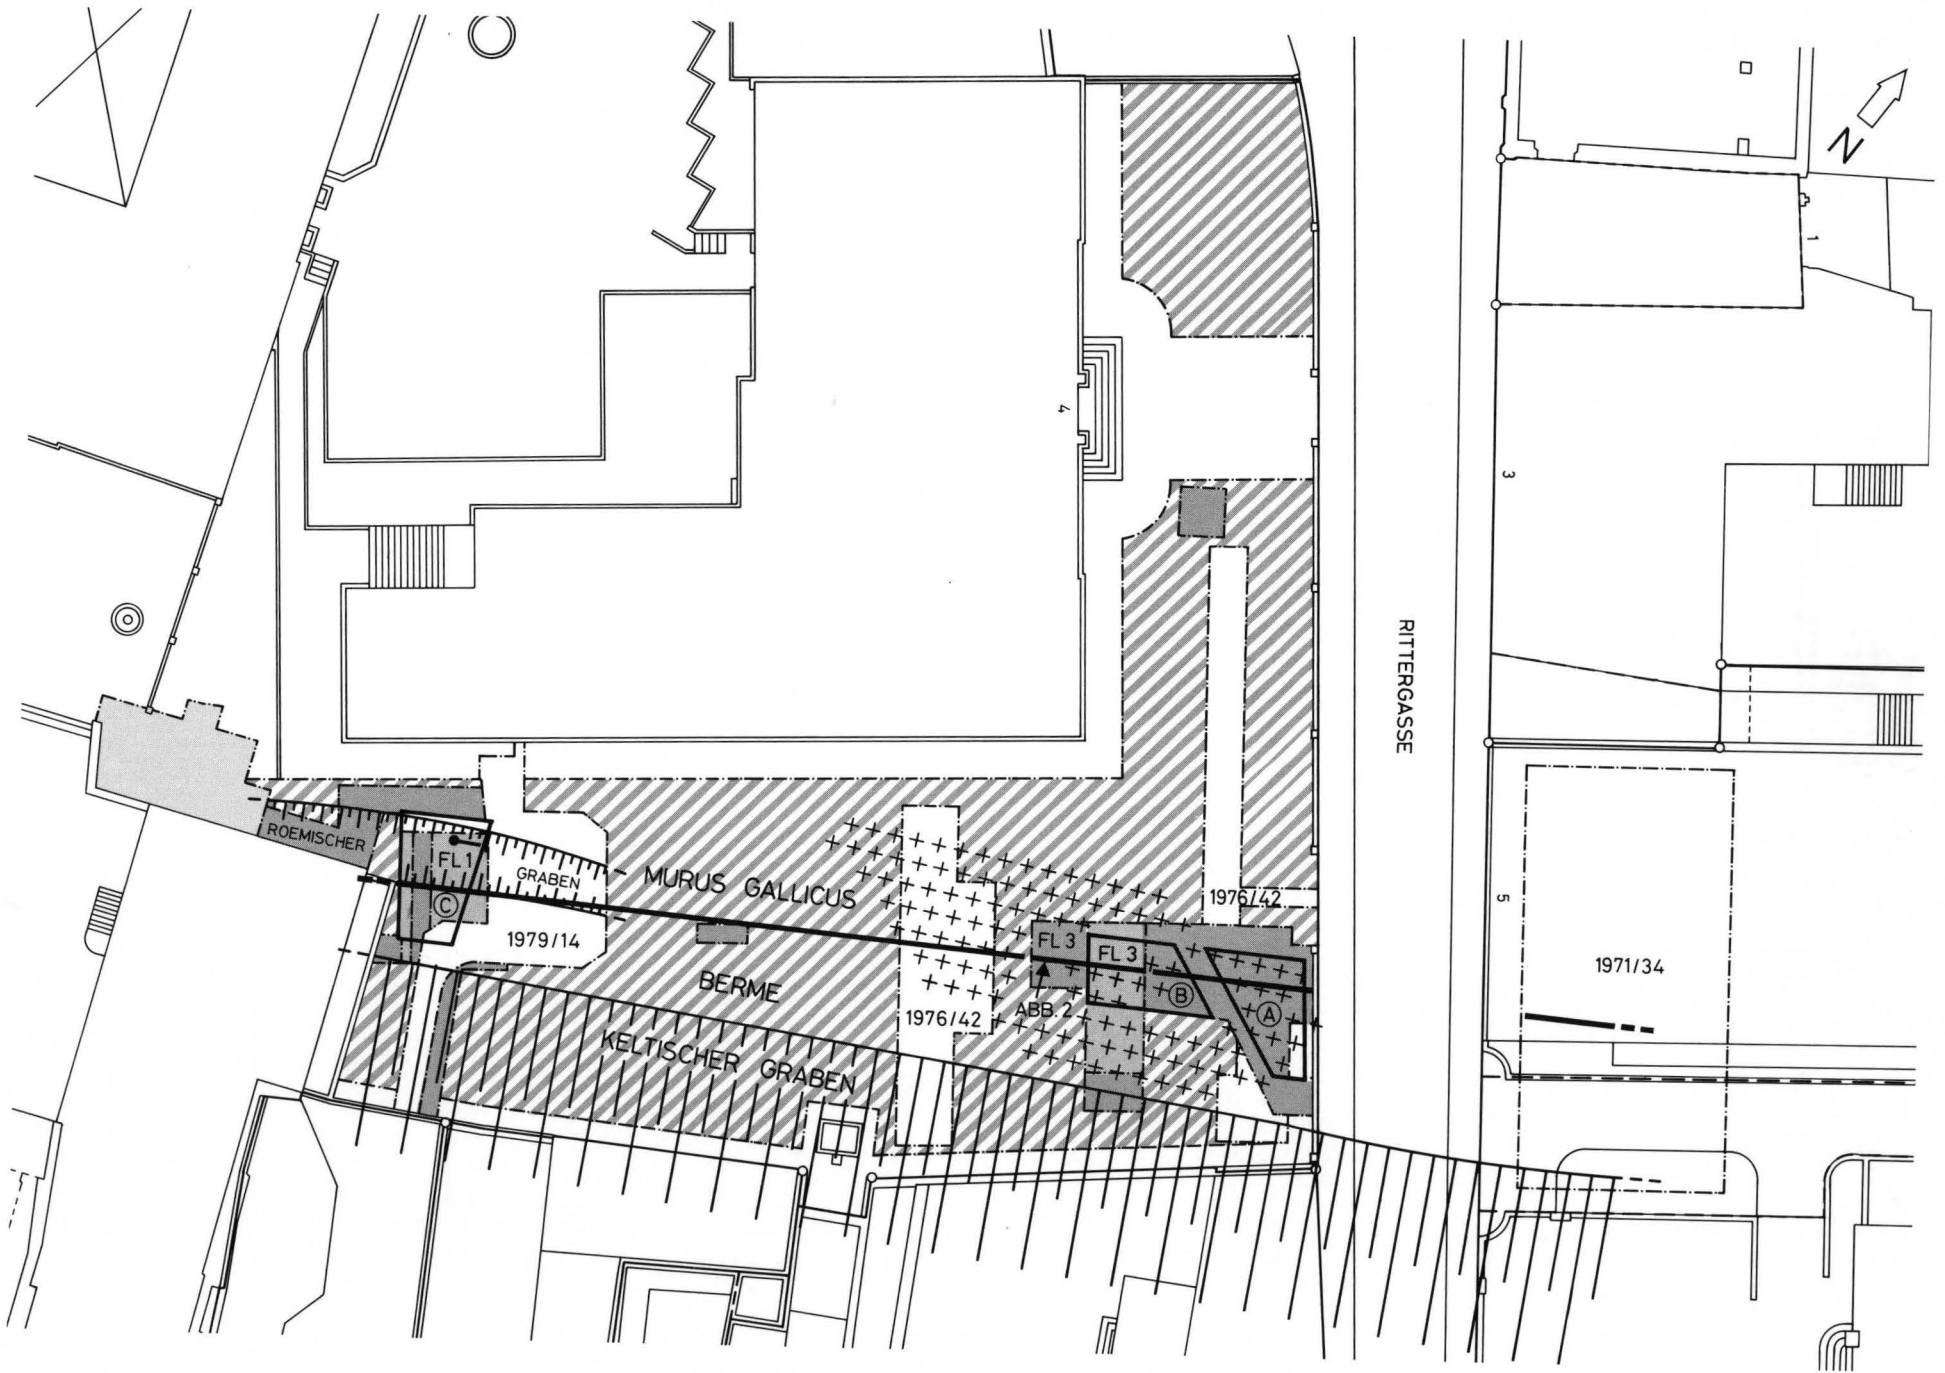 N
1
4
3
RITTERGASSE
ROEMISCHER
FL 1
GRABEN
MURUS GALLICUS
1976/42
5
C
1979/14
FL 3
FL 3
1971/34
BERME
B
A
ABB. 2
1976/42
KELTISCHER GRABEN